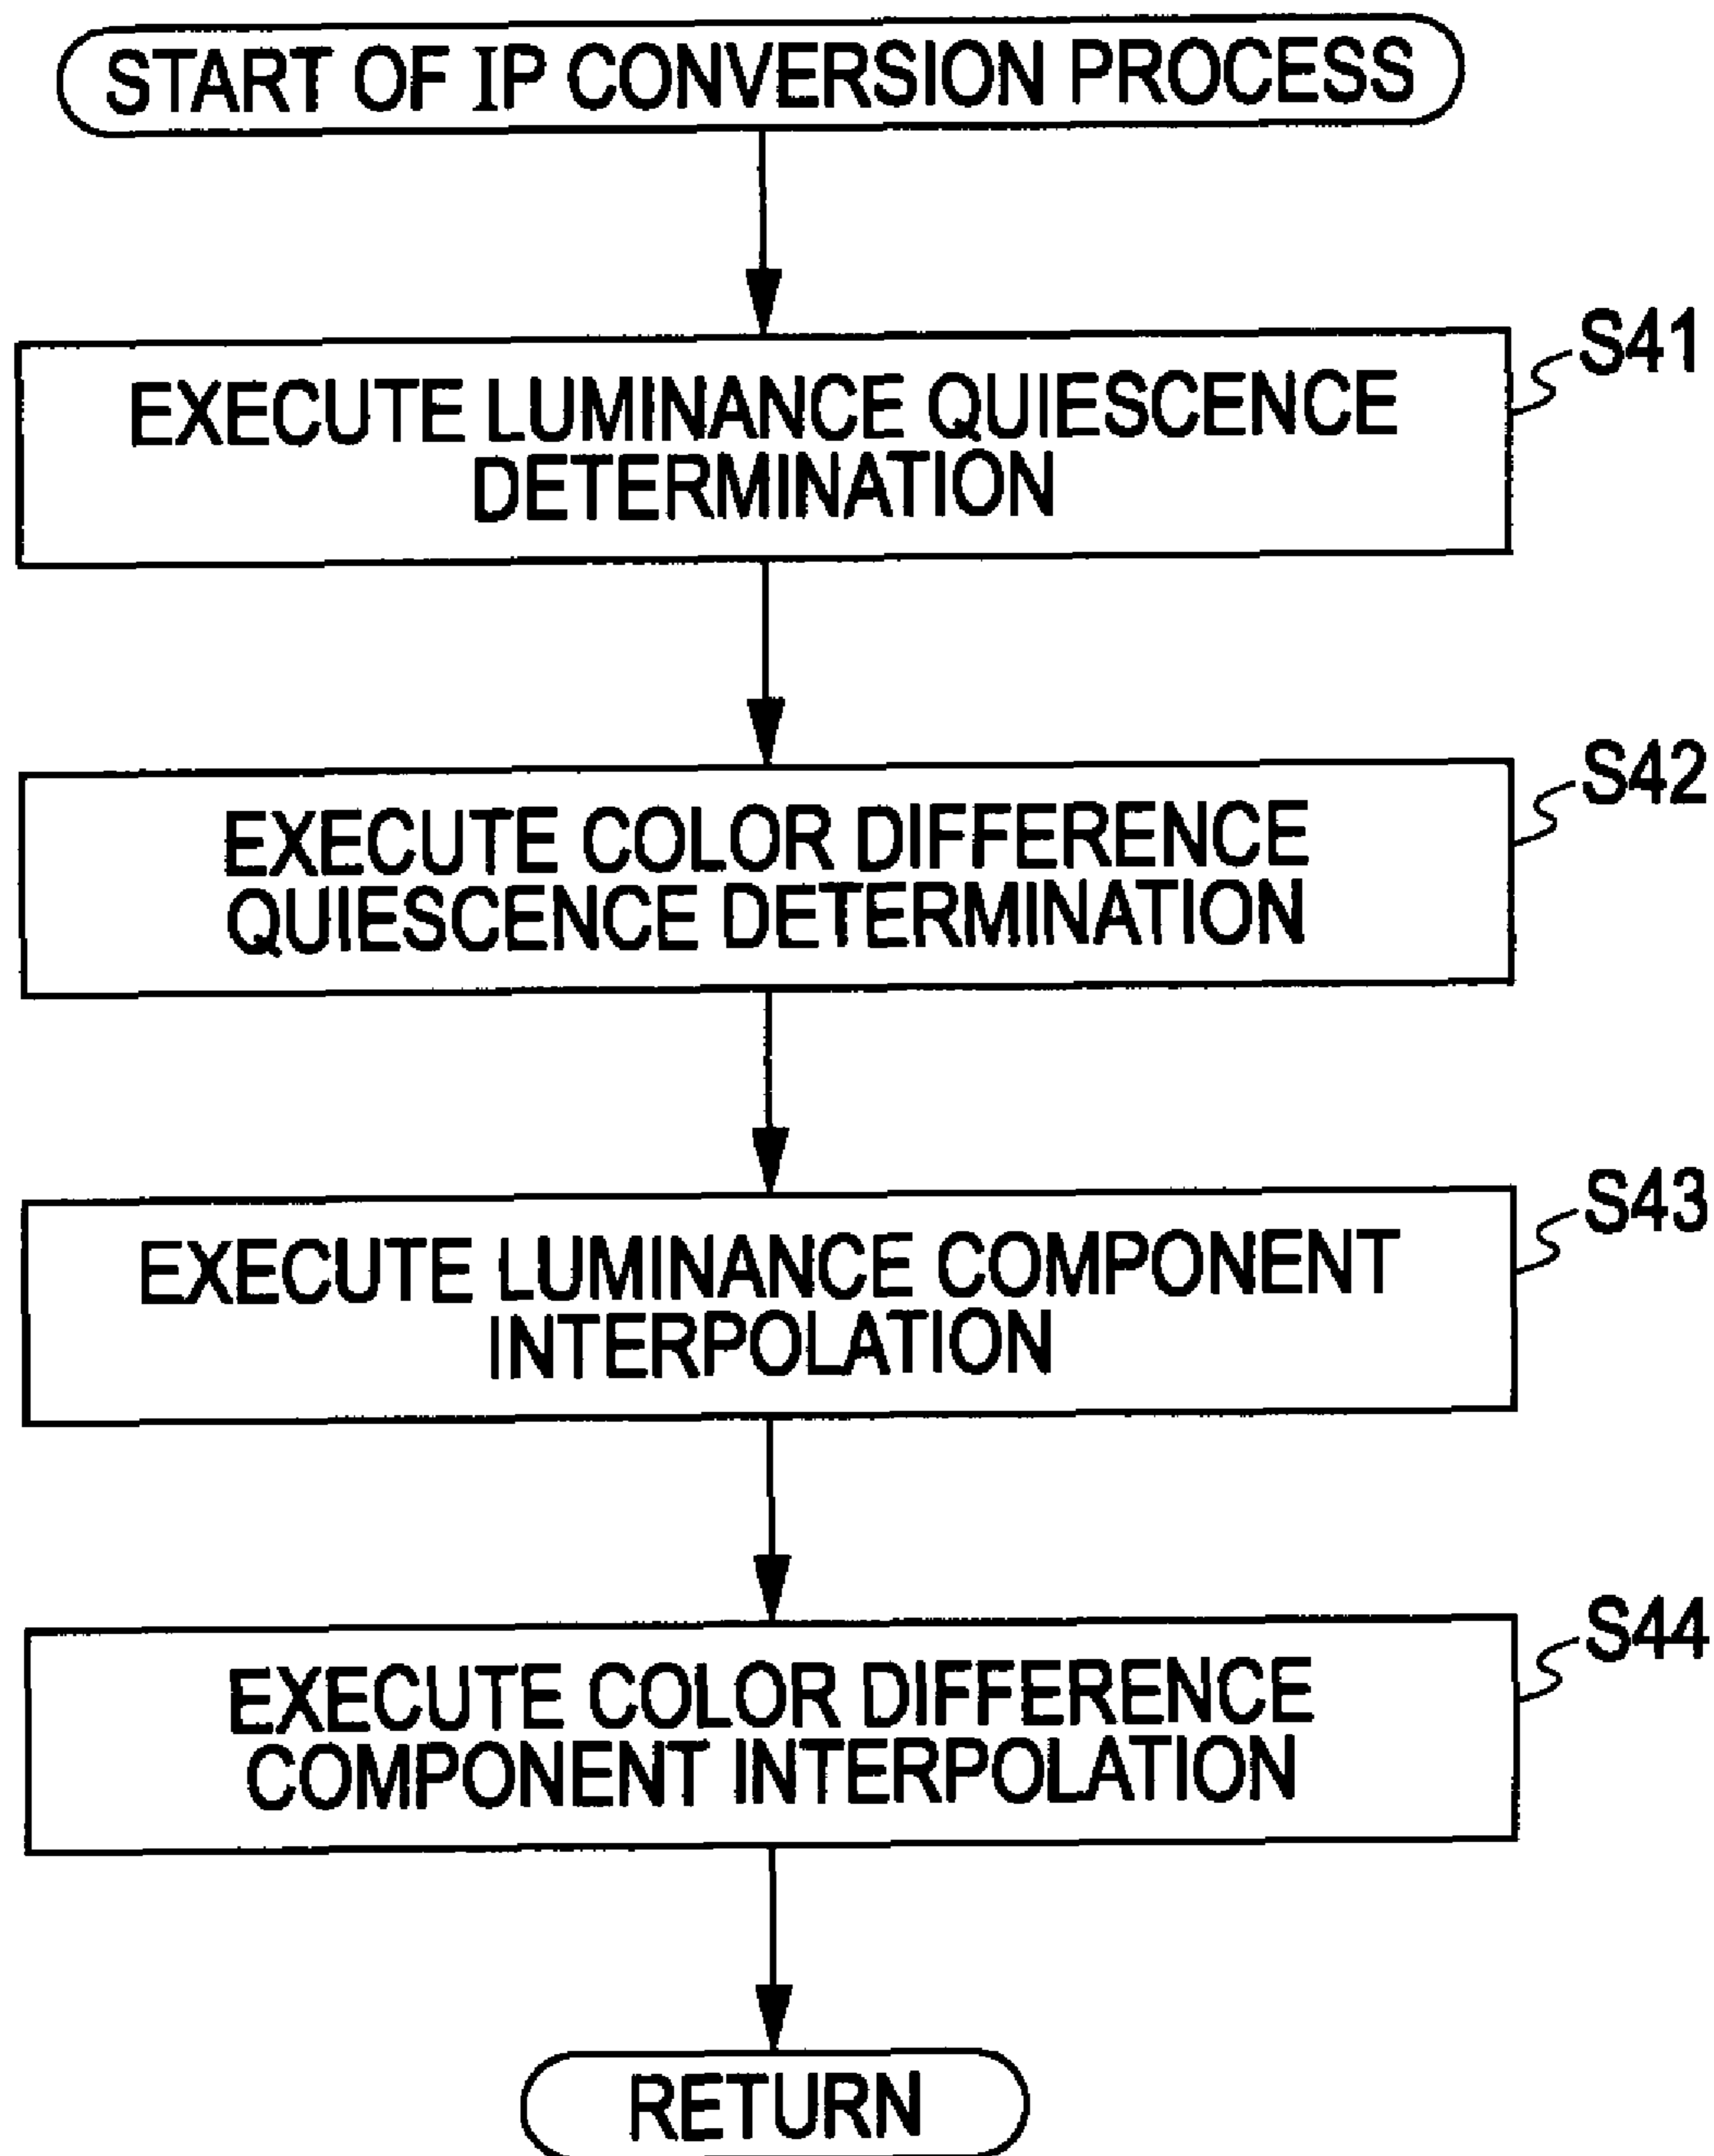 START OF IP CONVERSION PROCESS
S41
EXECUTE LUMINANCE QUIESCENCE
DETERMINATION
S42
EXECUTE COLOR DIFFERENCE
QUIESCENCE DETERMINATION
S43
EXECUTE LUMINANCE COMPONENT
INTERPOLATION
S44
EXECUTE COLOR DIFFERENCE
COMPONENT INTERPOLATION
RETURN